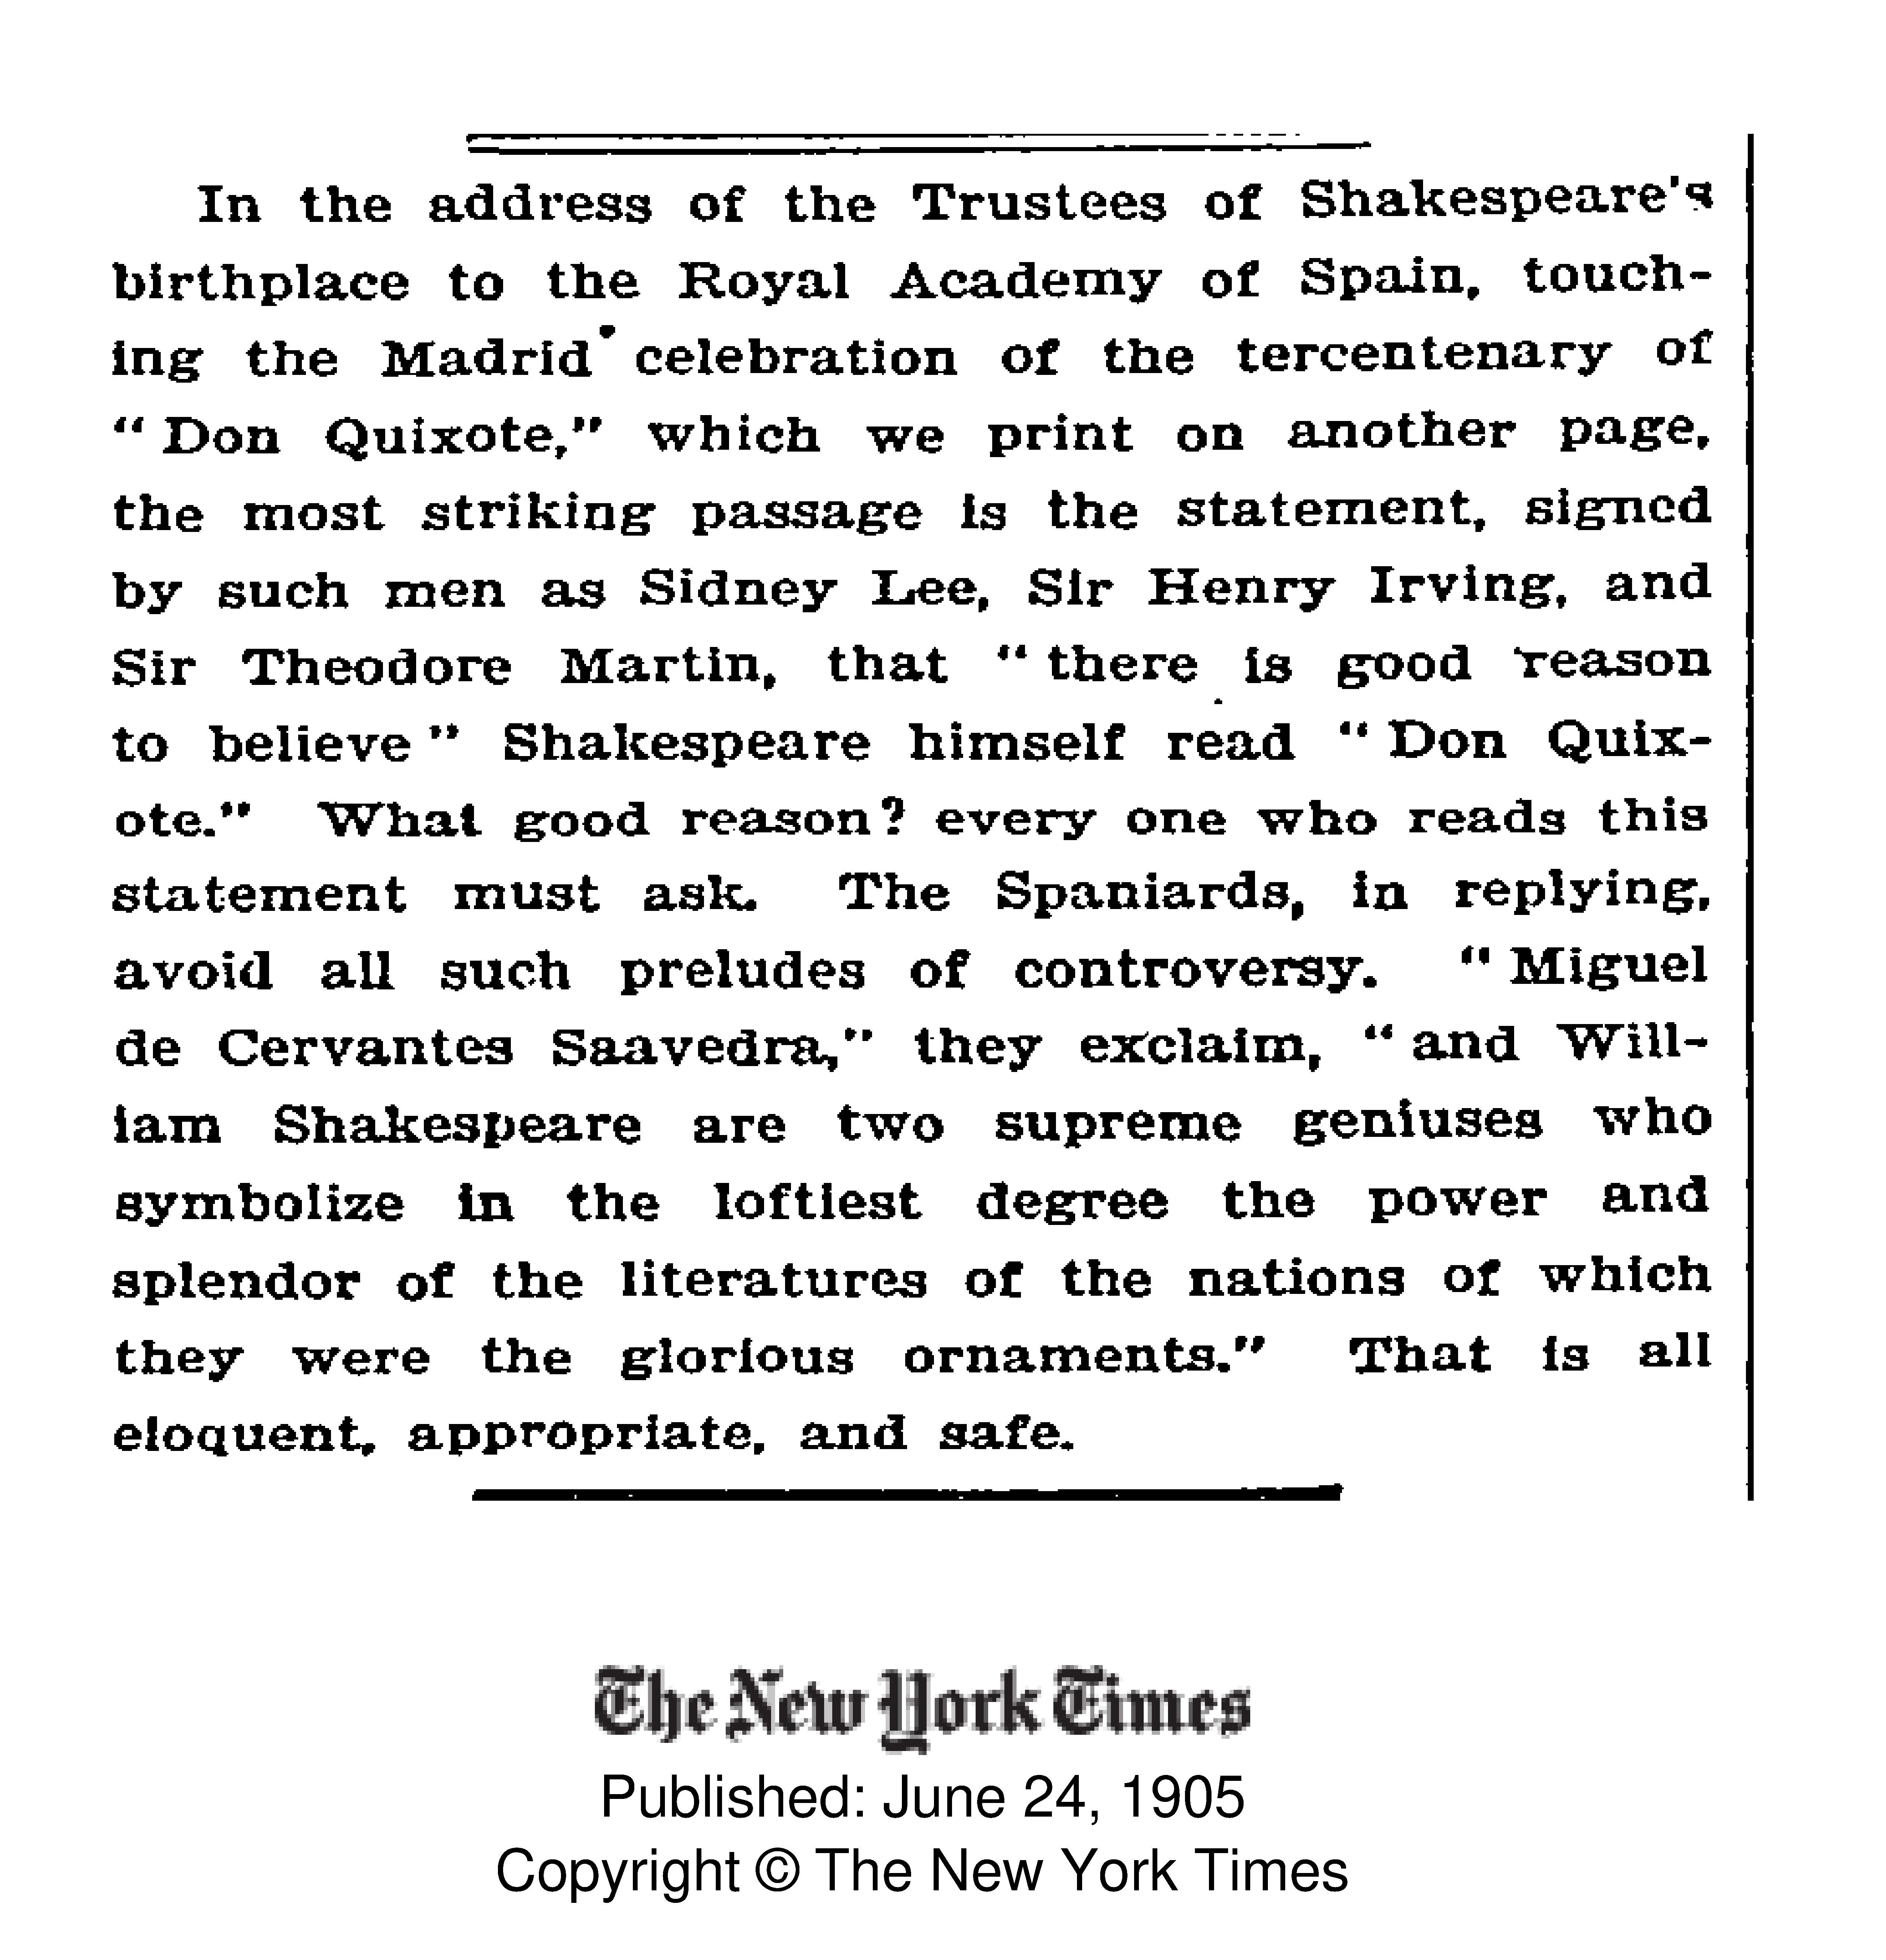 In the address of the Trustees of Shakespeare's
birthplace to the Royal Academy of Spain, touch-
ing the Madrid celebration of the tercentenary of
" Don Quixote," which we print on another page,
the most striking passage is the statement, signed
by such men as Sidney Lee, Sir Henry Irving, and
Sir Theodore Martin, that " there is good reason
to believe " Shakespeare himself read " Don Quix-
ote." What good reason? every one who reads this
statement must ask. The Spaniards, in replying,
avoid all such preludes of controversy. " Miguel
de Cervantes Saavedra," they exclaim, " and Will-
iam Shakespeare are two supreme geniuses who
symbolize in the loftiest degree the power and
splendor of the literatures of the nations of which
they were the glorious ornaments." That is all
eloquent, appropriate, and safe.
The New York Times
Published: June 24, 1905
Copyright © The New York Times